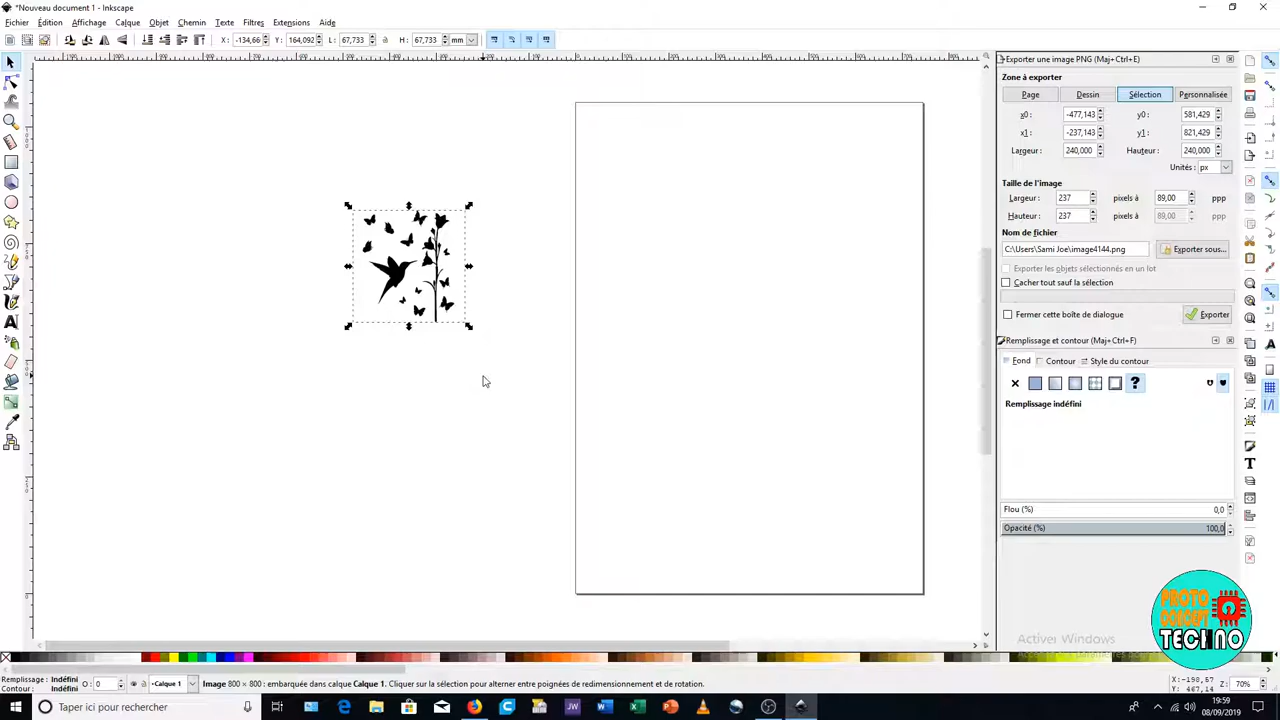 *Nouveau document 1 - Inkscape
Fichier Édition Affichage Calque Objet Chemin Texte Filtres Extensions Aide
X: -134,66 Y: 164,092 L: 67,733 H: 67,733 mm
Exporter une image PNG (Maj+Ctrl+E)
Zone à exporter
Page Dessin Sélection Personnalisée
x0: -477,143 y0: 581,429
x1: -237,143 y1: 821,429
Largeur: 240,000 Hauteur: 240,000
Unités: px
Taille de l'image
Largeur: 237 pixels à 89,00 ppp
Hauteur: 237 pixels à 89,00 ppp
Nom de fichier
C:\Users\Sami Joe\image4144.png Exporter sous...
Exporter les objets sélectionnés en un lot
Cacher tout sauf la sélection
Fermer cette boîte de dialogue Exporter
Remplissage et contour (Maj+Ctrl+F)
Fond Contour Style du contour
?
Remplissage indéfini
Flou (%) 0,0
Opacité (%) 100,0
PROTO
CONCEPT
TECHNO
Activer Windows
Remplissage: Indéfini
Contour: Indéfini O: 0 Calque 1 Image 800 × 800 : embarquée dans calque Calque 1. Cliquer sur la sélection pour alterner entre poignées de redimensionnement et de rotation.
X:-198,57
Y: 467,14
Z: 70%
Taper ici pour rechercher
19:59
08/09/2019